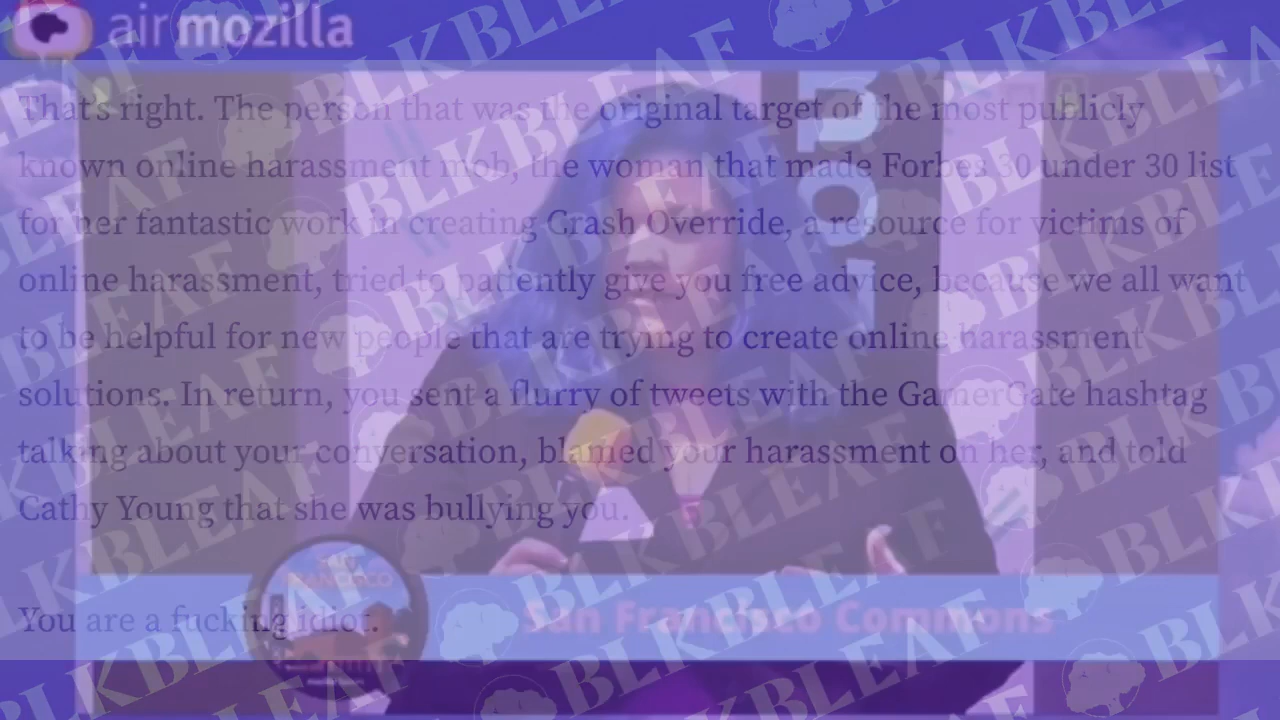 air mozilla
That's right. The person that was the original target of the most publicly
known online harassment mob, the woman that made Forbes 30 under 30 list
for her fantastic work in creating Crash Override, a resource for victims of
online harassment, tried to patiently give you free advice, because we all want
to be helpful for new people that are trying to create online harassment
solutions. In return, you sent a flurry of tweets with the GamerGate hashtag
talking about your conversation, blamed your harassment on her, and told
Cathy Young that she was bullying you.
You are a fucking idiot.
San Francisco Commons
SAN
FRANCISCO
moz
BLKBLEAF